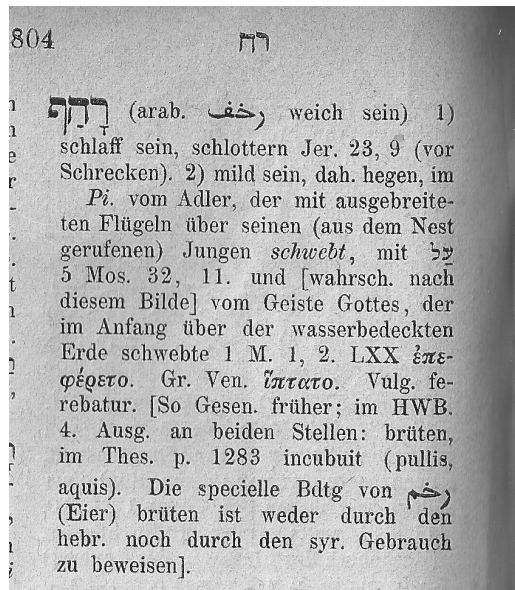 804 רח
רָחַף (arab. رخف weich sein) 1)
schlaff sein, schlottern Jer. 23, 9 (vor
Schrecken). 2) mild sein, dah. hegen, im
Pi. vom Adler, der mit ausgebreite-
ten Flügeln über seinen (aus dem Nest
gerufenen) Jungen schwebt, mit עַל
5 Mos. 32, 11. und [wahrsch. nach
diesem Bilde] vom Geiste Gottes, der
im Anfang über der wasserbedeckten
Erde schwebte 1 M. 1, 2. LXX ἐπε-
φέρετο. Gr. Ven. ἵπτατο. Vulg. fe-
rebatur. [So Gesen. früher; im HWB.
4. Ausg. an beiden Stellen: brüten,
im Thes. p. 1283 incubuit (pullis,
aquis). Die specielle Bdtg von رخم
(Eier) brüten ist weder durch den
hebr. noch durch den syr. Gebrauch
zu beweisen].